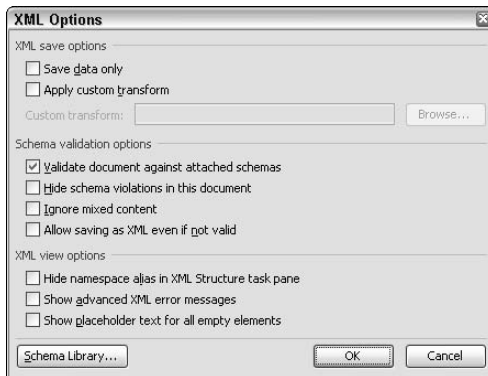 XML Options
XML save options
Save data only
Apply custom transform
Custom transform:
Browse...
Schema validation options
Validate document against attached schemas
Hide schema violations in this document
Ignore mixed content
Allow saving as XML even if not valid
XML view options
Hide namespace alias in XML Structure task pane
Show advanced XML error messages
Show placeholder text for all empty elements
Schema Library...
OK
Cancel